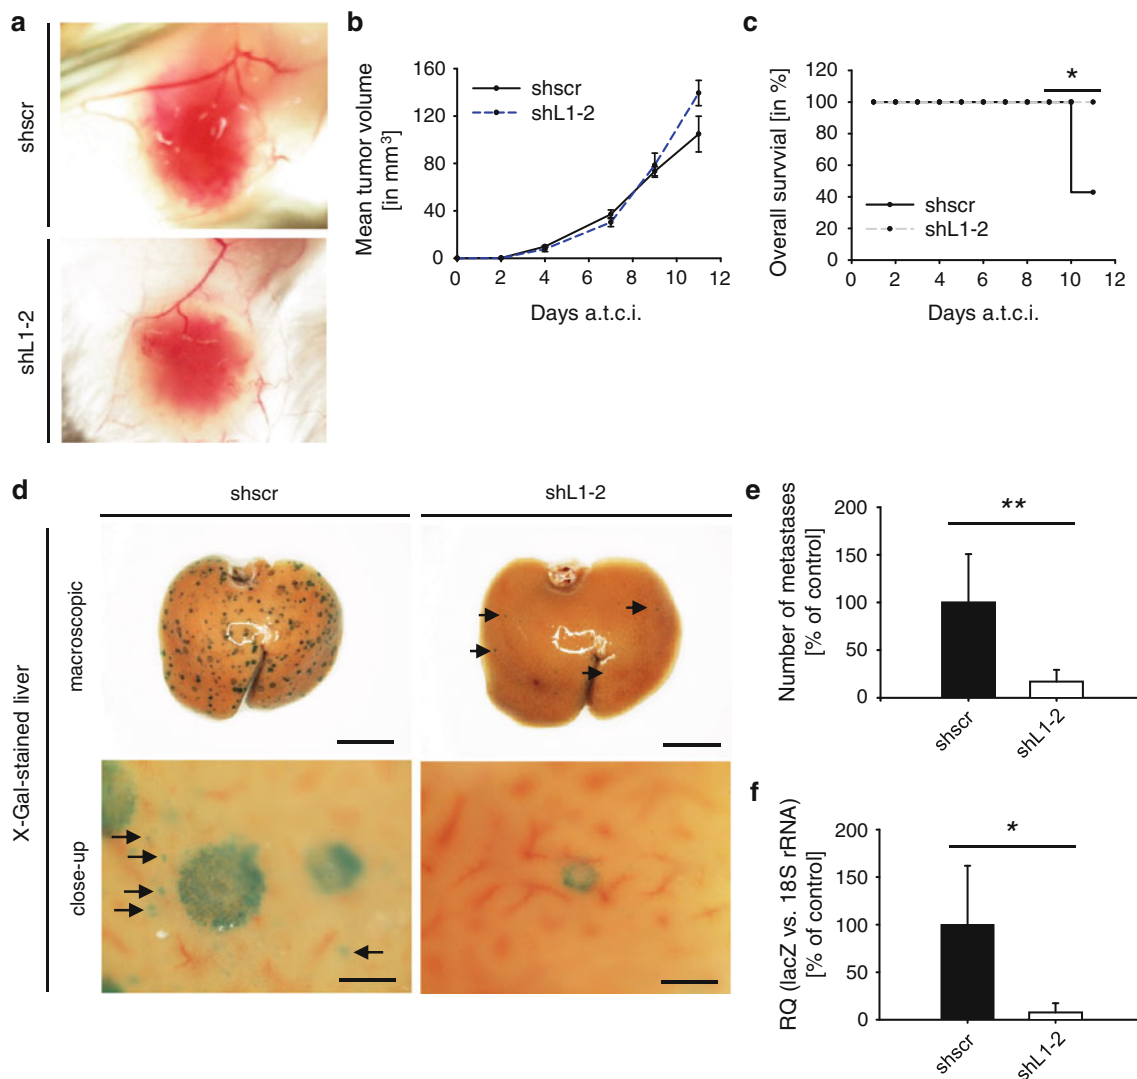 a
shscr
shL1-2
b
Mean tumor volume
[in mm³]
160
120
80
40
0
shscr
shL1-2
0 2 4 6 8 10 12
Days a.t.c.i.
c
Overall survvial [in %]
120
100
80
60
40
20
0
*
shscr
shL1-2
0 2 4 6 8 10 12
Days a.t.c.i.
d
shscr
shL1-2
X-Gal-stained liver
macroscopic
close-up
e
Number of metastases
[% of control]
200
150
100
50
0
**
shscr
shL1-2
f
RQ (lacZ vs. 18S rRNA)
[% of control]
200
150
100
50
0
*
shscr
shL1-2